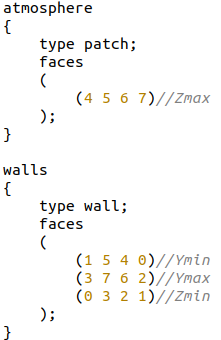 atmosphere
{
    type patch;
    faces
    (
        (4 5 6 7)//Zmax
    );
}

walls
{
    type wall;
    faces
    (
        (1 5 4 0)//Ymin
        (3 7 6 2)//Ymax
        (0 3 2 1)//Zmin
    );
}